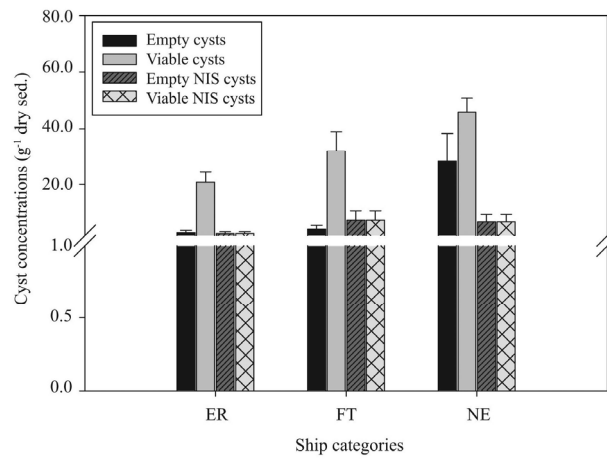 80.0
60.0
40.0
20.0
1.0
0.5
0.0
Cyst concentrations (g⁻¹ dry sed.)
Empty cysts
Viable cysts
Empty NIS cysts
Viable NIS cysts
ER FT NE
Ship categories